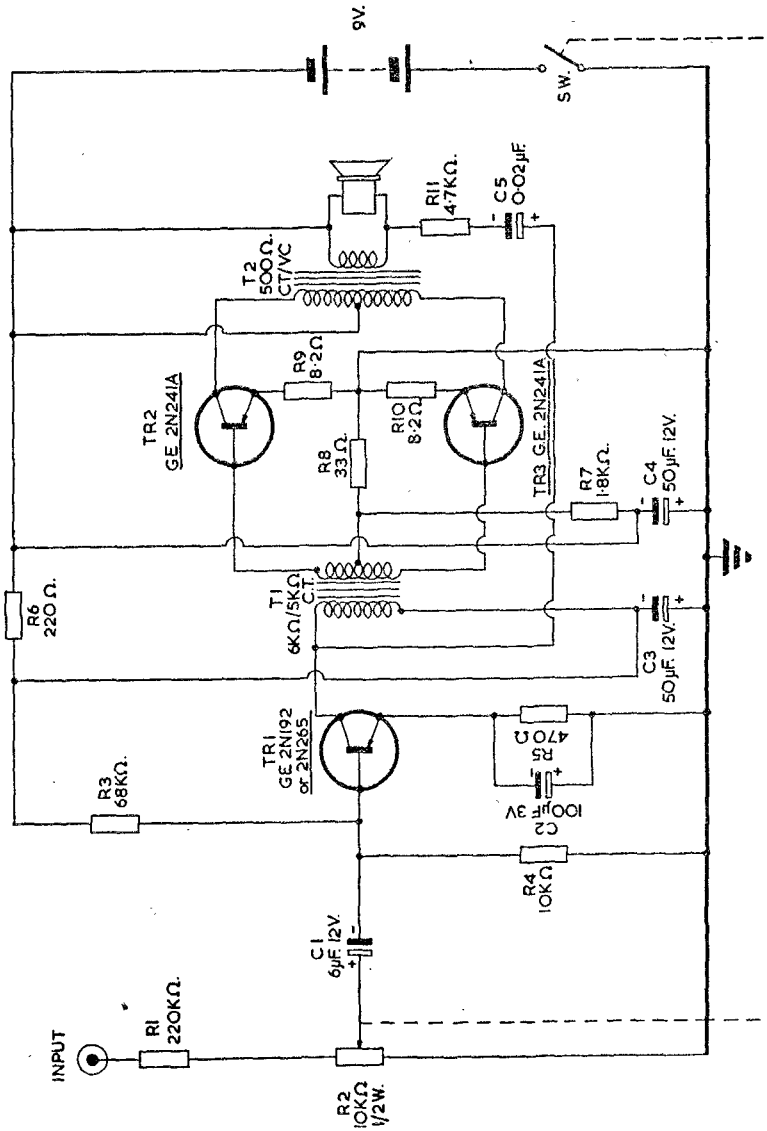 INPUT
R1
220KΩ.
R2
10KΩ
1/2W.
C1
6µF. 12V.
+
-
R3
68KΩ.
R4
10KΩ
TR1
GE 2N192
or 2N265
C2
100µF 3V
-
+
R5
470Ω
R6
220 Ω.
T1
6KΩ/5KΩ
C.T.
C3
50µF. 12V.
-
+
C4
50µF. 12V.
-
+
R7
1·8KΩ.
R8
33 Ω.
TR2
GE 2N241A
TR3 G.E. 2N241A
R9
8·2Ω
R10
8·2Ω
T2
500Ω.
CT/VC
R11
4·7KΩ.
C5
0·02µF.
-
+
9V.
SW.